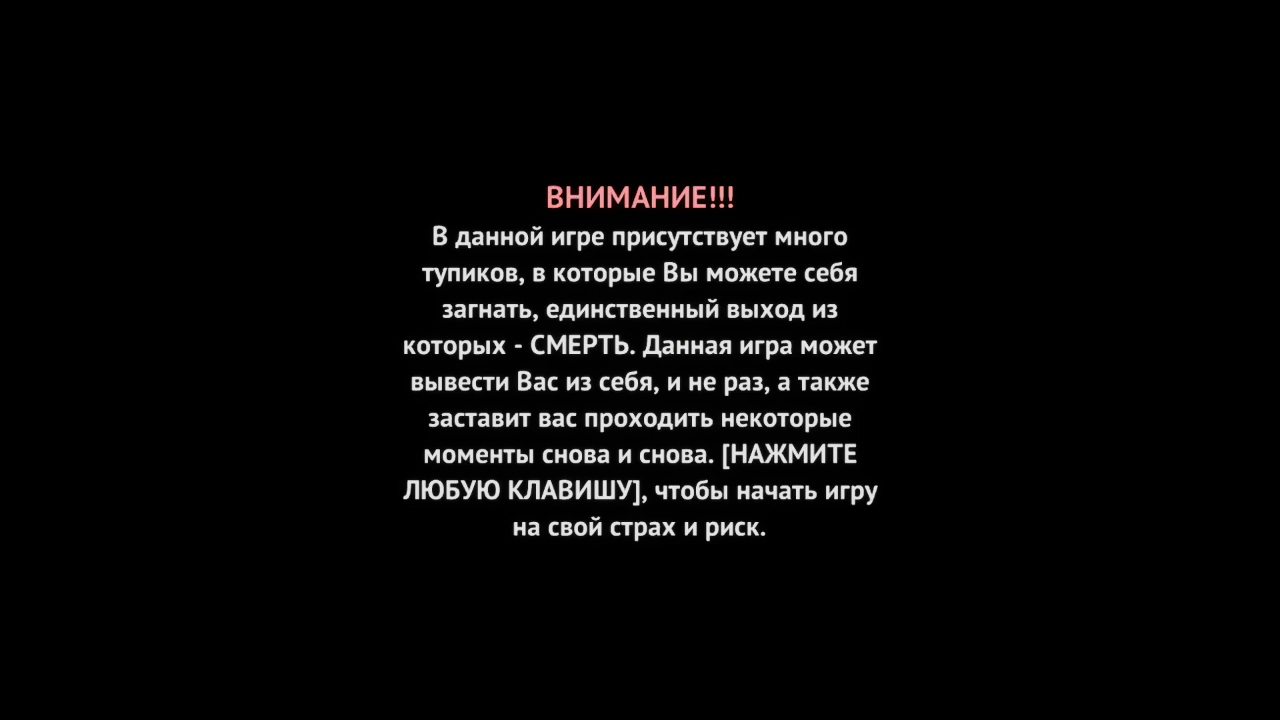 ВНИМАНИЕ!!!
В данной игре присутствует много
тупиков, в которые Вы можете себя
загнать, единственный выход из
которых - СМЕРТЬ. Данная игра может
вывести Вас из себя, и не раз, а также
заставит вас проходить некоторые
моменты снова и снова. [НАЖМИТЕ
ЛЮБУЮ КЛАВИШУ], чтобы начать игру
на свой страх и риск.